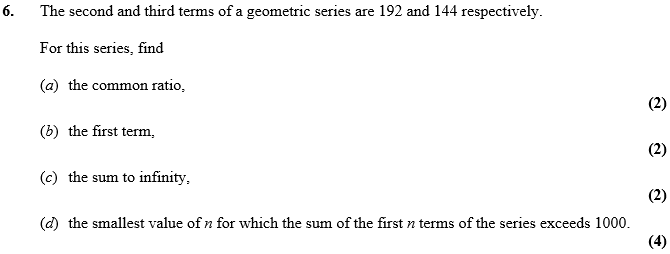 6. The second and third terms of a geometric series are 192 and 144 respectively.
For this series, find
(a) the common ratio,
(2)
(b) the first term,
(2)
(c) the sum to infinity,
(2)
(d) the smallest value of n for which the sum of the first n terms of the series exceeds 1000.
(4)